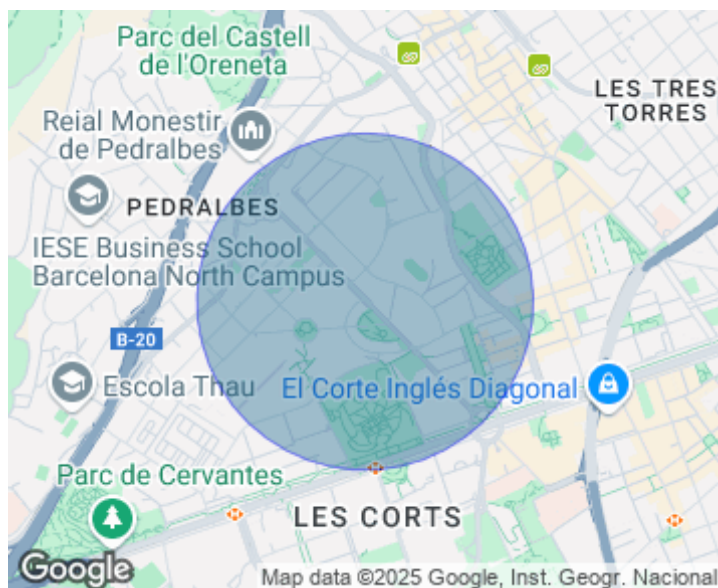 Parc del Castell
de l'Oreneta
LES TRES
TORRES
Reial Monestir
de Pedralbes
PEDRALBES
IESE Business School
Barcelona North Campus
B-20
Escola Thau
El Corte Inglés Diagonal
Parc de Cervantes
LES CORTS
Google
Map data ©2025 Google, Inst. Geogr. Nacional